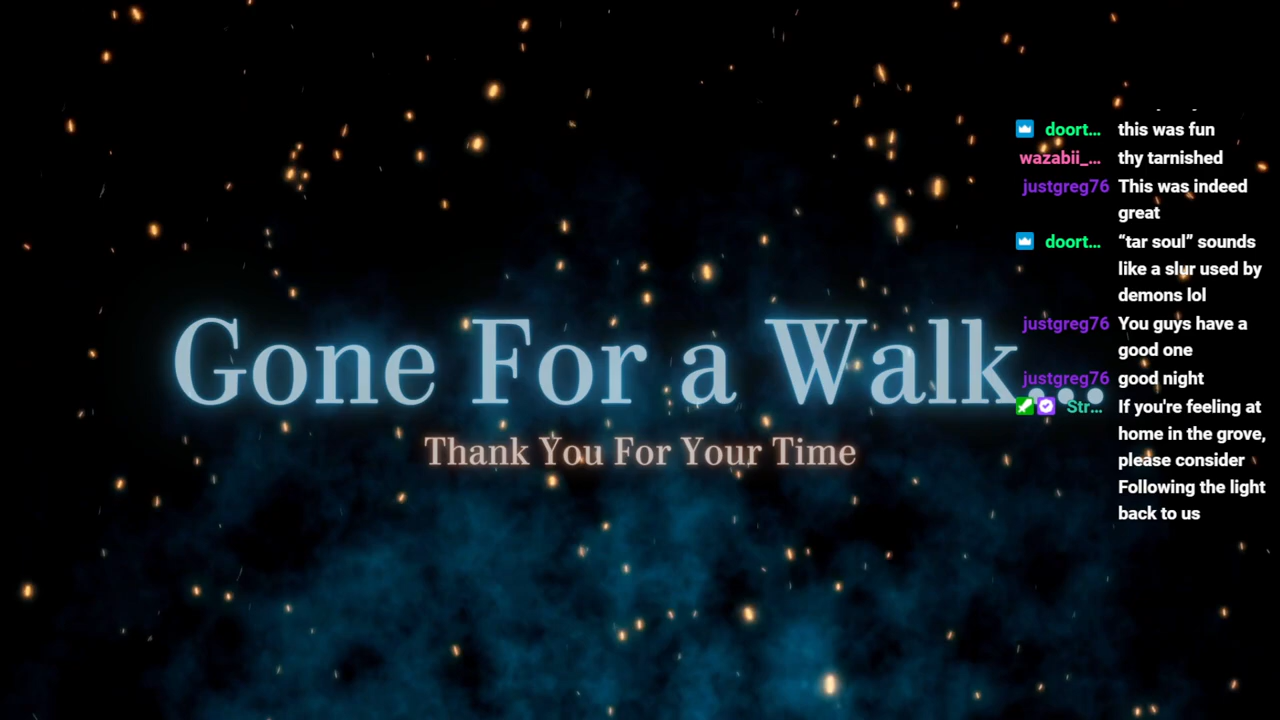 Gone For a Walk...
Thank You For Your Time
doort... this was fun
wazabii_... thy tarnished
justgreg76 This was indeed
great
doort... “tar soul” sounds
like a slur used by
demons lol
justgreg76 You guys have a
good one
justgreg76 good night
Str... If you're feeling at
home in the grove,
please consider
Following the light
back to us